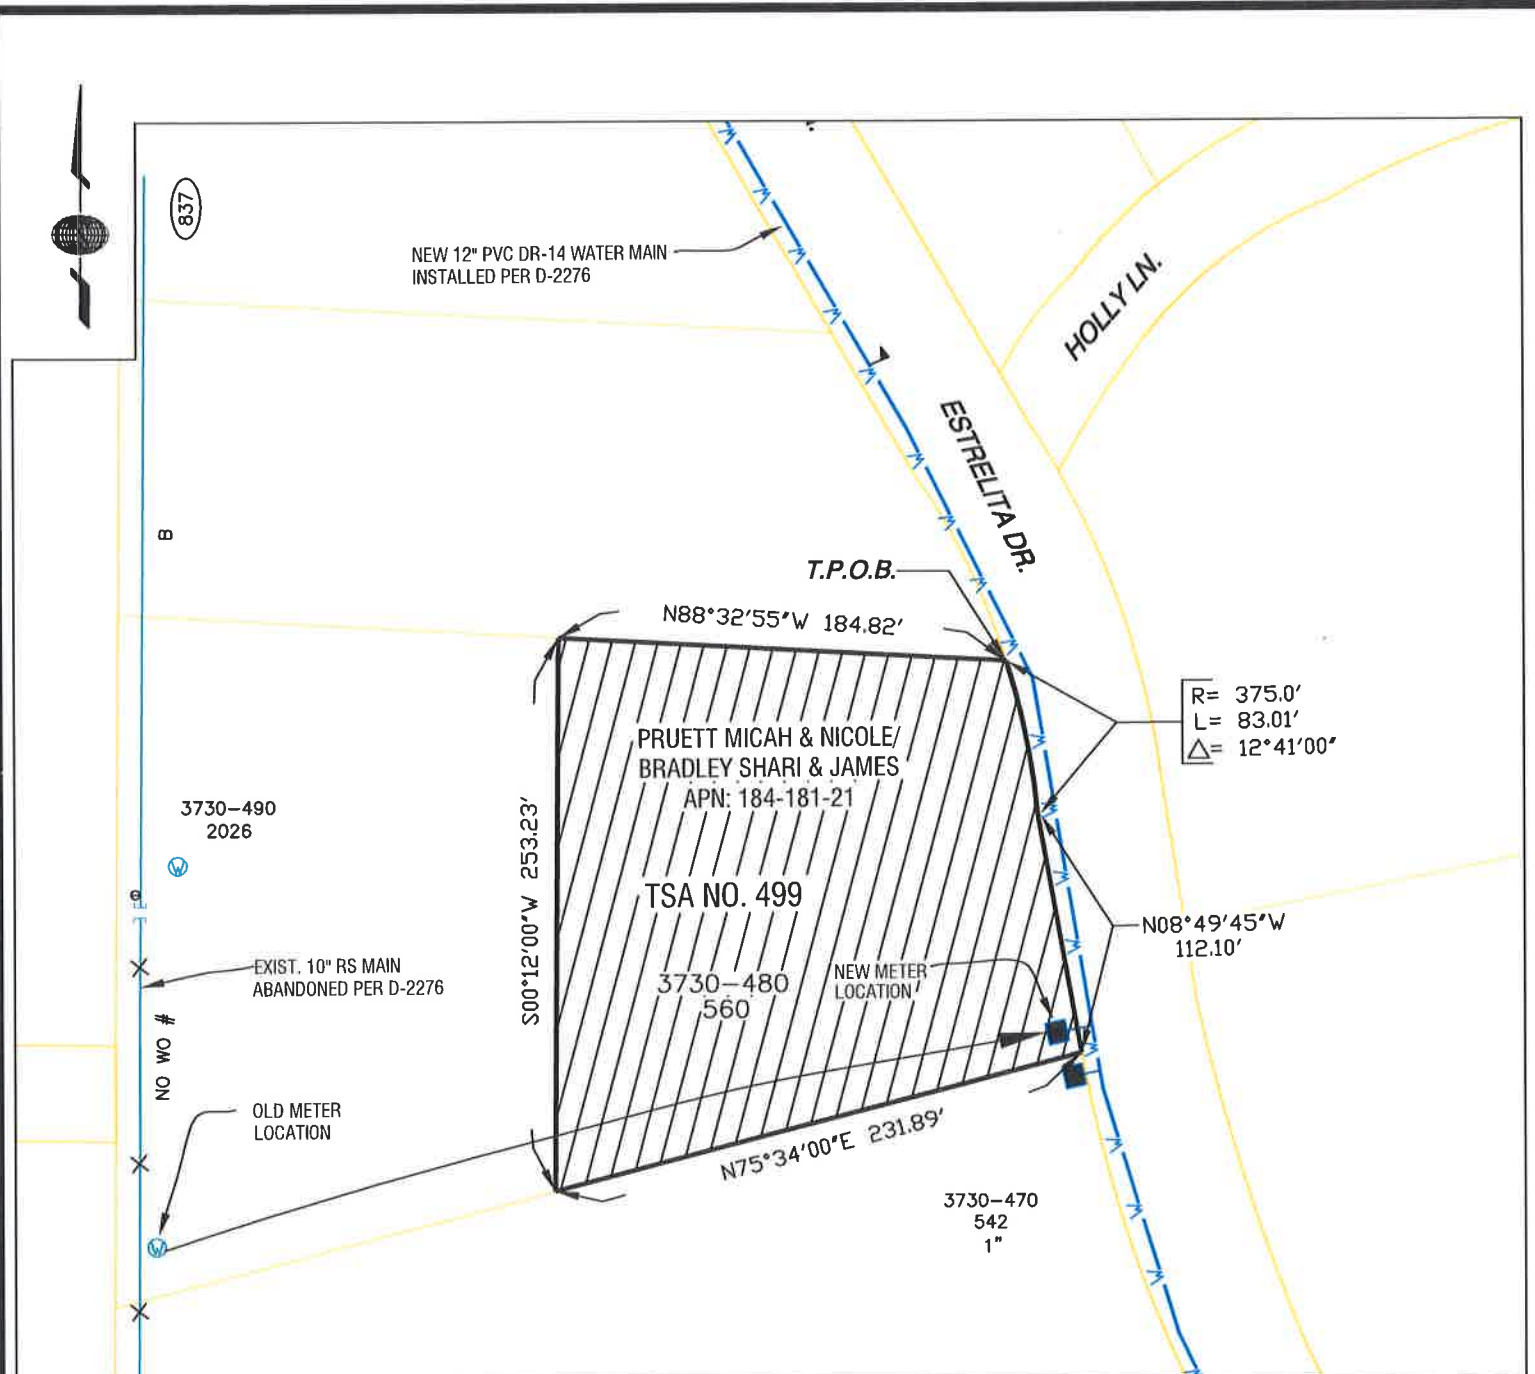 837
NEW 12" PVC DR-14 WATER MAIN
INSTALLED PER D-2276
HOLLY LN.
ESTRELITA DR.
B
T.P.O.B.
N88°32'55"W 184.82'
R= 375.0'
L= 83.01'
△= 12°41'00"
PRUETT MICAH & NICOLE/
BRADLEY SHARI & JAMES
APN: 184-181-21
3730-490
2026
W
S00°12'00"W 253.23'
TSA NO. 499
N08°49'45"W
112.10'
EXIST. 10" RS MAIN
ABANDONED PER D-2276
3730-480
560
NEW METER
LOCATION
NO WO #
OLD METER
LOCATION
N75°34'00"E 231.89'
3730-470
542
1"
W